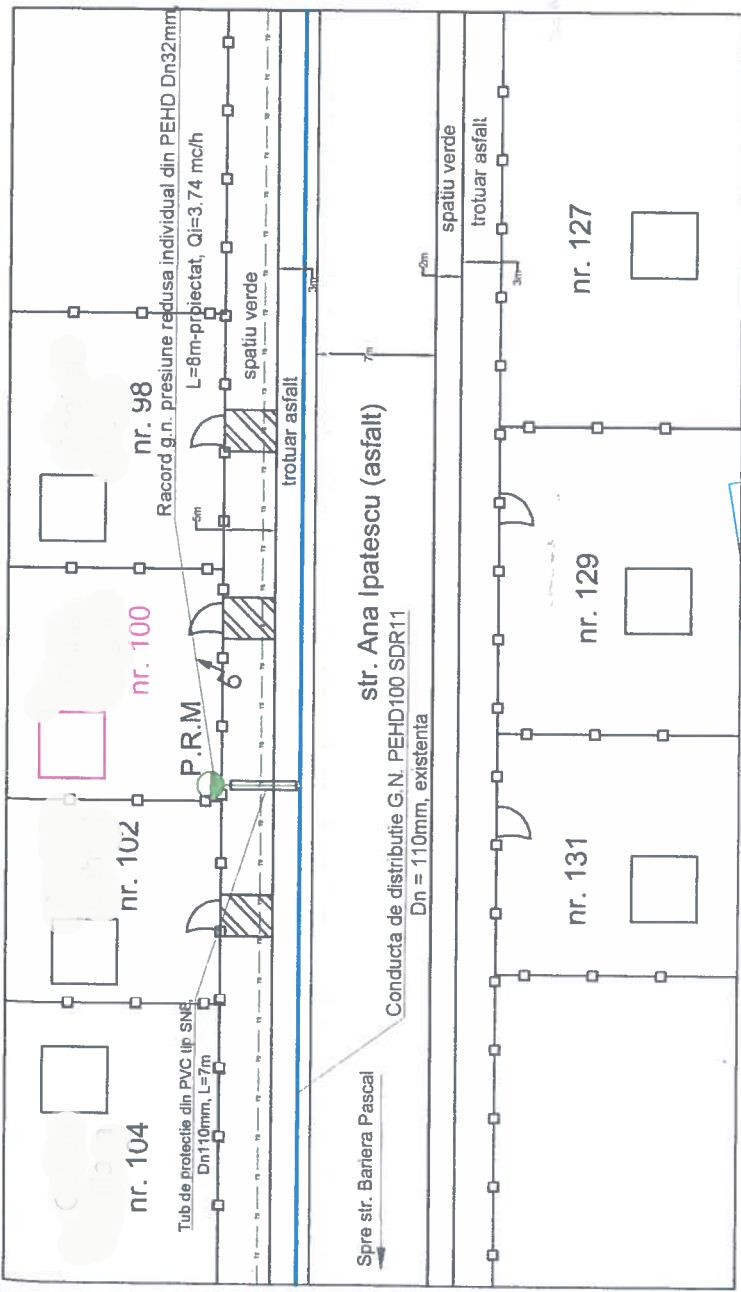 nr. 104
nr. 102
nr. 100
nr. 98
P.R.M
Racord g.n. presiune redusa individual din PEHD Dn32mm
L=8m-proiectat, Qi=3.74 mc/h
Tub de protectie din PVC tip SN8,
Dn110mm, L=7m
5m
spatiu verde
trotuar asfalt
3m
7m
str. Ana Ipatescu (asfalt)
Conducta de distributie G.N. PEHD100 SDR11
Dn = 110mm, existenta
Spre str. Bariera Pascal
2m
spatiu verde
trotuar asfalt
3m
nr. 131
nr. 129
nr. 127